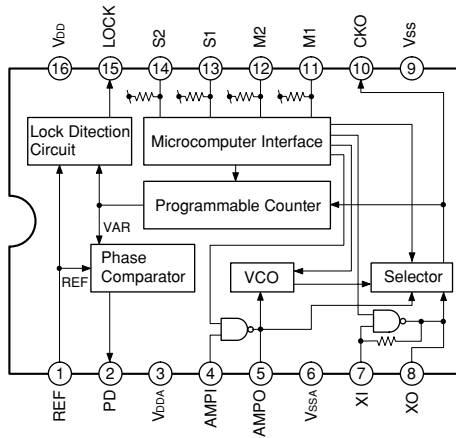 VDD LOCK S2 S1 M2 M1 CKO VSS
16 15 14 13 12 11 10 9
Lock Ditection
Circuit
Microcomputer Interface
Programmable Counter
VAR
Phase
Comparator
REF
VCO
Selector
1 2 3 4 5 6 7 8
REF PD VDDA AMPI AMPO VSSA XI XO